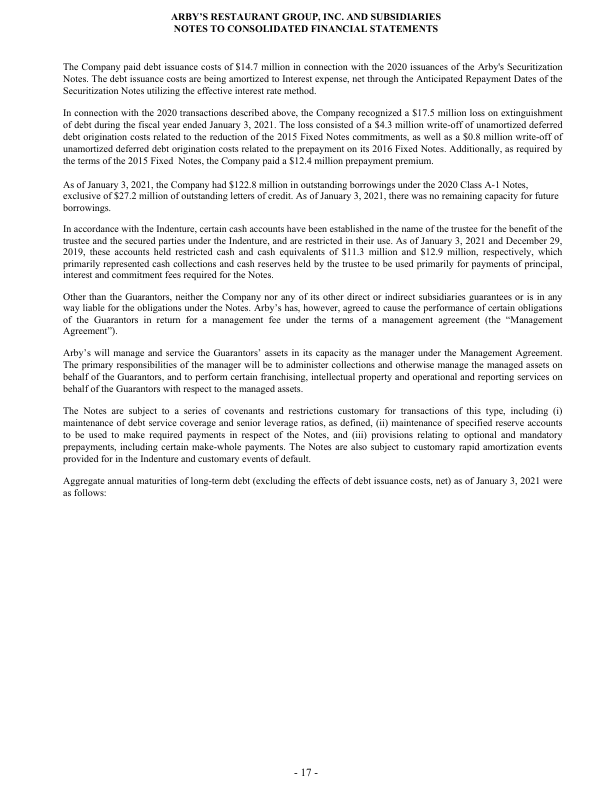 ARBY'S RESTAURANT GROUP, INC. AND SUBSIDIARIES
NOTES TO CONSOLIDATED FINANCIAL STATEMENTS
The Company paid debt issuance costs of $14.7 million in connection with the 2020 issuances of the Arby's Securitization
Notes. The debt issuance costs are being amortized to Interest expense, net through the Anticipated Repayment Dates of the
Securitization Notes utilizing the effective interest rate method.
In connection with the 2020 transactions described above, the Company recognized a $17.5 million loss on extinguishment
of debt during the fiscal year ended January 3, 2021. The loss consisted of a $4.3 million write-off of unamortized deferred
debt origination costs related to the reduction of the 2015 Fixed Notes commitments, as well as a $0.8 million write-off of
unamortized deferred debt origination costs related to the prepayment on its 2016 Fixed Notes. Additionally, as required by
the terms of the 2015 Fixed Notes, the Company paid a $12.4 million prepayment premium.
As of January 3, 2021, the Company had $122.8 million in outstanding borrowings under the 2020 Class A-1 Notes,
exclusive of $27.2 million of outstanding letters of credit. As of January 3, 2021, there was no remaining capacity for future
borrowings.
In accordance with the Indenture, certain cash accounts have been established in the name of the trustee for the benefit of the
trustee and the secured parties under the Indenture, and are restricted in their use. As of January 3, 2021 and December 29,
2019, these accounts held restricted cash and cash equivalents of $11.3 million and $12.9 million, respectively, which
primarily represented cash collections and cash reserves held by the trustee to be used primarily for payments of principal,
interest and commitment fees required for the Notes.
Other than the Guarantors, neither the Company nor any of its other direct or indirect subsidiaries guarantees or is in any
way liable for the obligations under the Notes. Arby's has, however, agreed to cause the performance of certain obligations
of the Guarantors in return for a management fee under the terms of a management agreement (the “Management
Agreement”).
Arby's will manage and service the Guarantors’ assets in its capacity as the manager under the Management Agreement.
The primary responsibilities of the manager will be to administer collections and otherwise manage the managed assets on
behalf of the Guarantors, and to perform certain franchising, intellectual property and operational and reporting services on
behalf of the Guarantors with respect to the managed assets.
The Notes are subject to a series of covenants and restrictions customary for transactions of this type, including (i)
maintenance of debt service coverage and senior leverage ratios, as defined, (ii) maintenance of specified reserve accounts
to be used to make required payments in respect of the Notes, and (iii) provisions relating to optional and mandatory
prepayments, including certain make-whole payments. The Notes are also subject to customary rapid amortization events
provided for in the Indenture and customary events of default.
Aggregate annual maturities of long-term debt (excluding the effects of debt issuance costs, net) as of January 3, 2021 were
as follows:
- 17 -